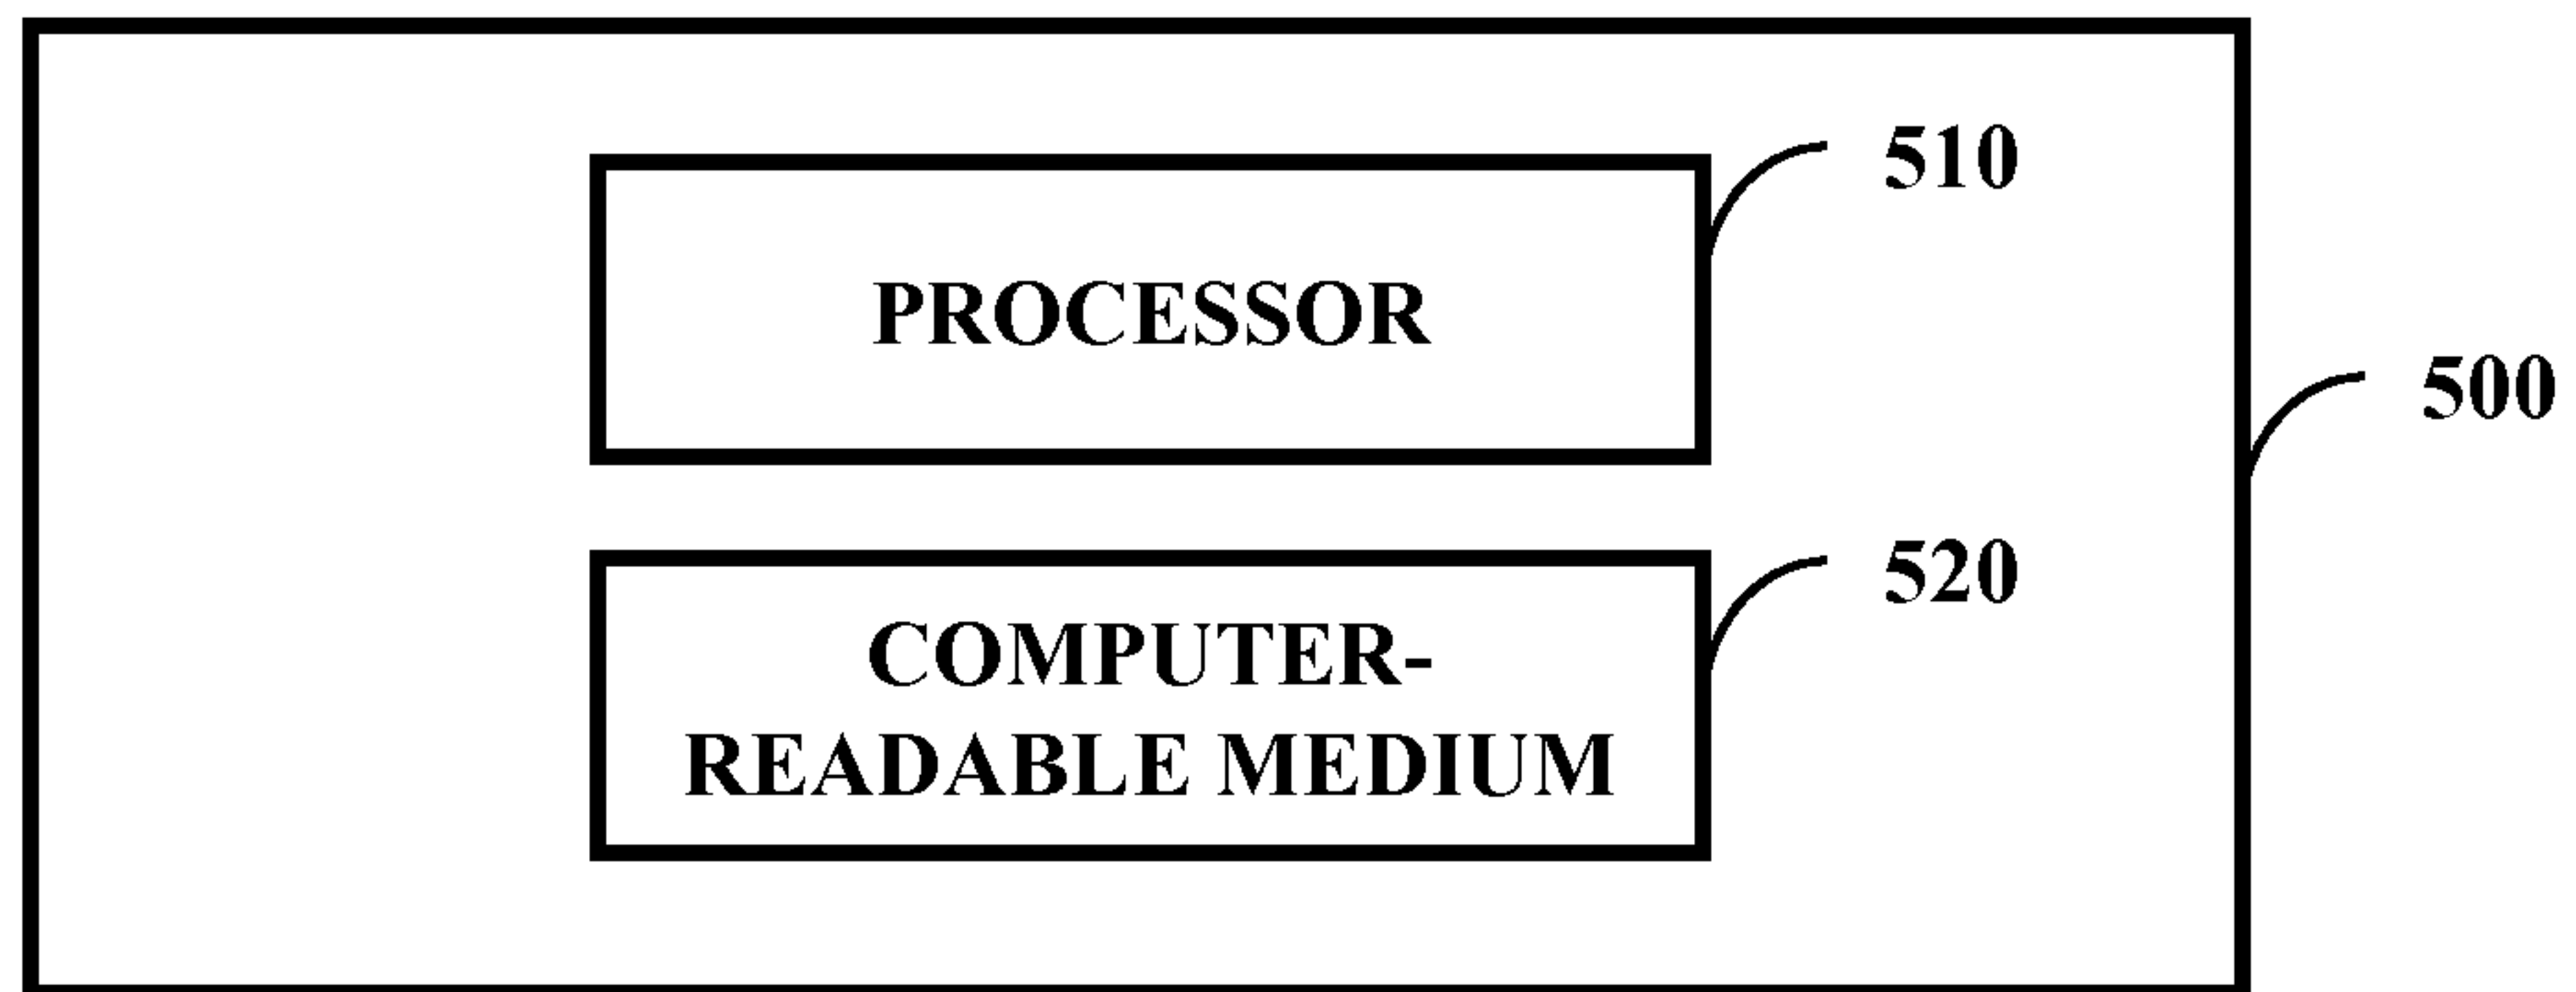 510
PROCESSOR
500
520
COMPUTER-
READABLE MEDIUM